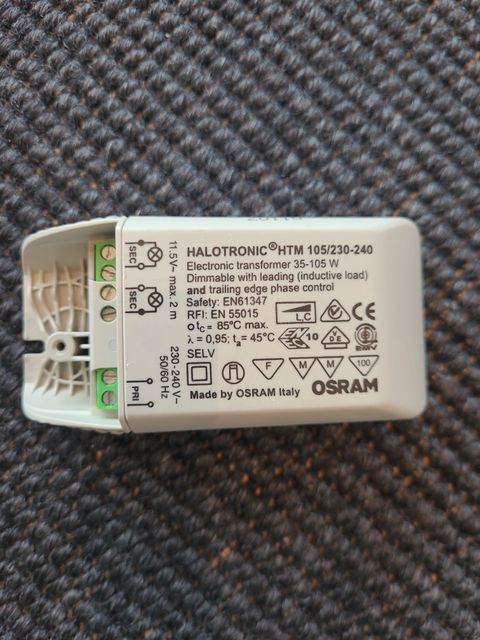 HALOTRONIC®HTM 105/230-240
Electronic transformer 35-105 W
Dimmable with leading (inductive load)
and trailing edge phase control
Safety: EN61347
RFI: EN 55015
tc = 85°C max.
λ = 0,95; ta = 45°C
SELV
L,C
10
F
M
M
100
Made by OSRAM Italy
OSRAM
SEC
SEC
11.5V~ max. 2 m
PRI
230-240 V~
50/60 Hz